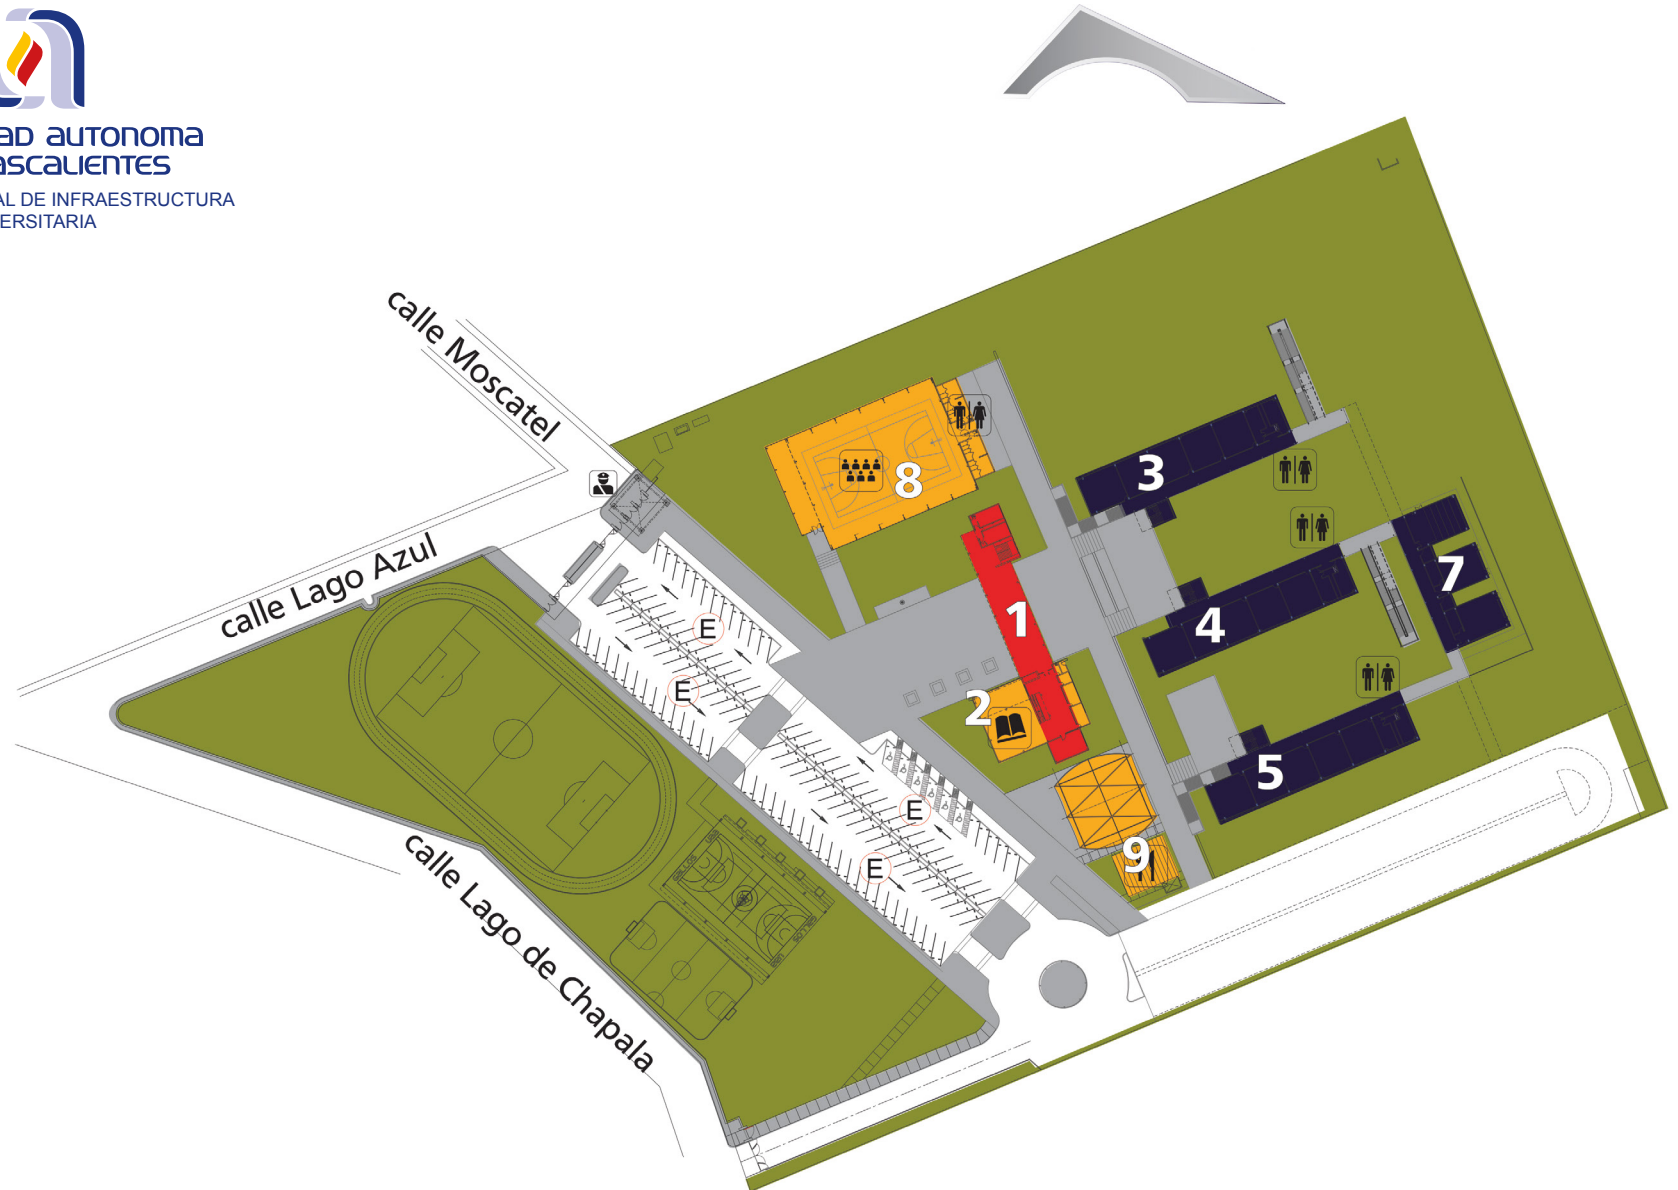 AD AUTONOMA
ASCALIENTES
AL DE INFRAESTRUCTURA
ERSITARIA
calle Moscatel
calle Lago Azul
calle Lago de Chapala
8
3
7
1
4
2
5
9
E
E
E
E